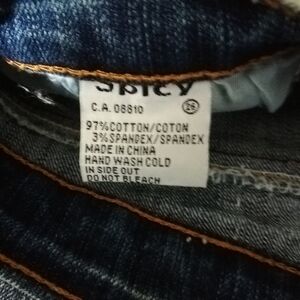 SPICY
C.A. 08810 26
97%COTTON/COTON
3%SPANDEX/SPANDEX
MADE IN CHINA
HAND WASH COLD
IN SIDE OUT
DO NOT BLEACH